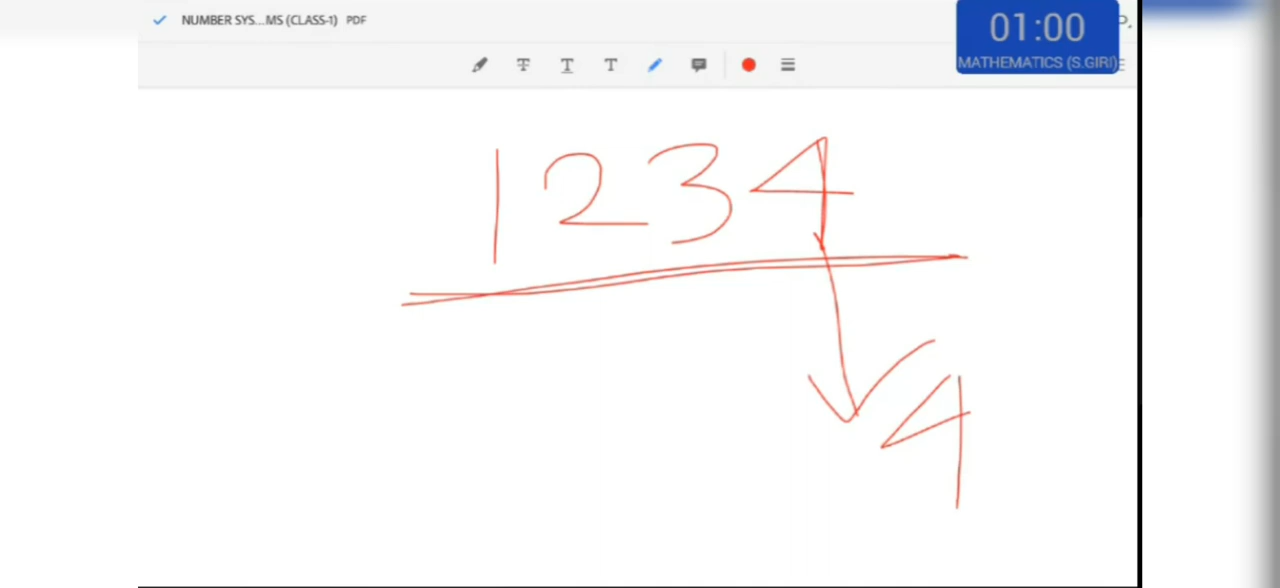 NUMBER SYS...MS (CLASS-1) PDF
01:00
MATHEMATICS (S.GIRI)
T T T
1234
4